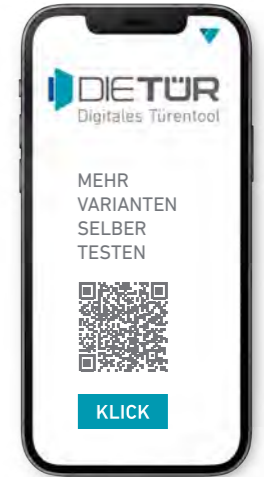 DIETÜR
Digitales Türentool
MEHR
VARIANTEN
SELBER
TESTEN
KLICK